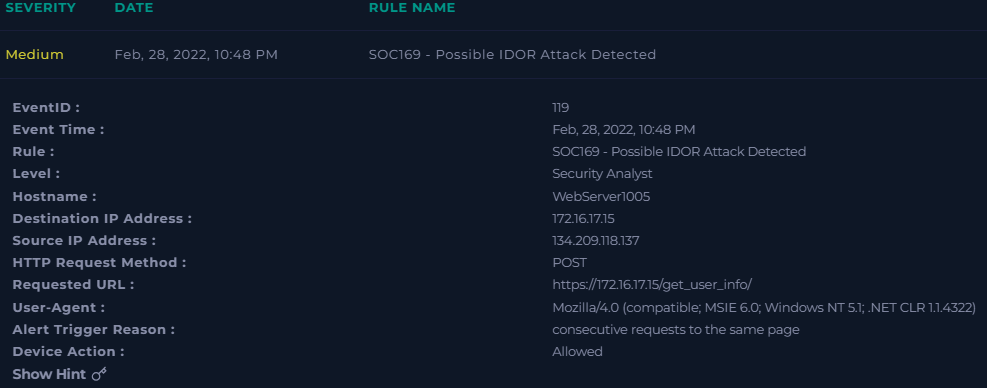 SEVERITY DATE RULE NAME
Medium Feb, 28, 2022, 10:48 PM SOC169 - Possible IDOR Attack Detected
EventID : 119
Event Time : Feb, 28, 2022, 10:48 PM
Rule : SOC169 - Possible IDOR Attack Detected
Level : Security Analyst
Hostname : WebServer1005
Destination IP Address : 172.16.17.15
Source IP Address : 134.209.118.137
HTTP Request Method : POST
Requested URL : https://172.16.17.15/get_user_info/
User-Agent : Mozilla/4.0 (compatible; MSIE 6.0; Windows NT 5.1; .NET CLR 1.1.4322)
Alert Trigger Reason : consecutive requests to the same page
Device Action : Allowed
Show Hint